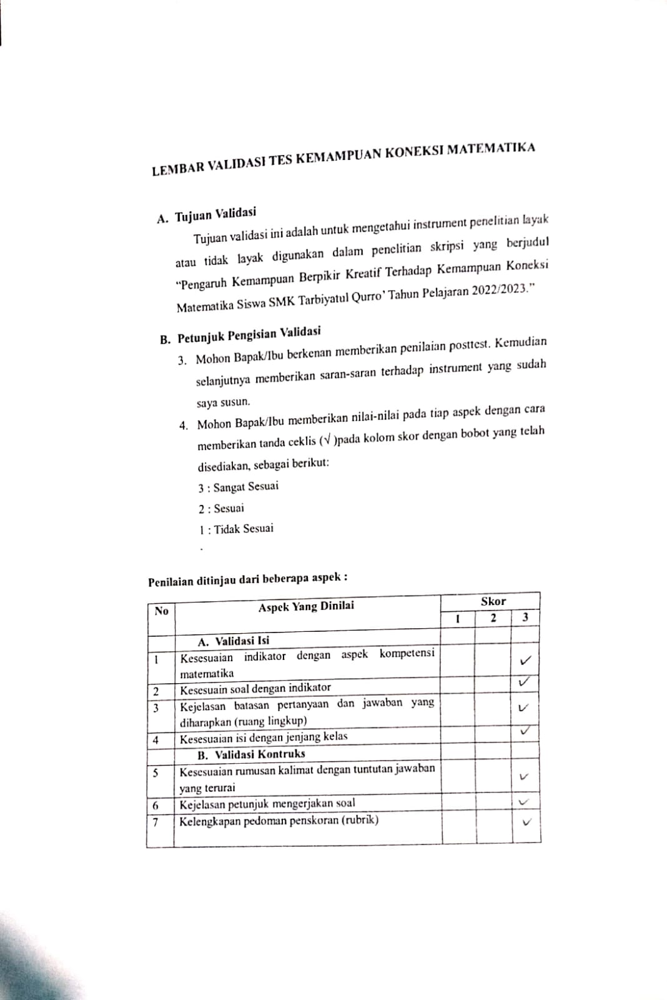 LEMBAR VALIDASI TES KEMAMPUAN KONEKSI MATEMATIKA
A. Tujuan Validasi
Tujuan validasi ini adalah untuk mengetahui instrument penelitian layak
atau tidak layak digunakan dalam penelitian skripsi yang berjudul
“Pengaruh Kemampuan Berpikir Kreatif Terhadap Kemampuan Koneksi
Matematika Siswa SMK Tarbiyatul Qurro’ Tahun Pelajaran 2022/2023.”
B. Petunjuk Pengisian Validasi
3. Mohon Bapak/Ibu berkenan memberikan penilaian posttest. Kemudian
selanjutnya memberikan saran-saran terhadap instrument yang sudah
saya susun.
4. Mohon Bapak/Ibu memberikan nilai-nilai pada tiap aspek dengan cara
memberikan tanda ceklis (√ )pada kolom skor dengan bobot yang telah
disediakan, sebagai berikut:
3 : Sangat Sesuai
2 : Sesuai
1 : Tidak Sesuai
.
Penilaian ditinjau dari beberapa aspek :
No Aspek Yang Dinilai Skor
1 2 3
A. Validasi Isi
1 Kesesuaian indikator dengan aspek kompetensi ✓
matematika
2 Kesesuain soal dengan indikator ✓
3 Kejelasan batasan pertanyaan dan jawaban yang ✓
diharapkan (ruang lingkup)
4 Kesesuaian isi dengan jenjang kelas ✓
B. Validasi Kontruks
5 Kesesuaian rumusan kalimat dengan tuntutan jawaban ✓
yang terurai
6 Kejelasan petunjuk mengerjakan soal ✓
7 Kelengkapan pedoman penskoran (rubrik) ✓